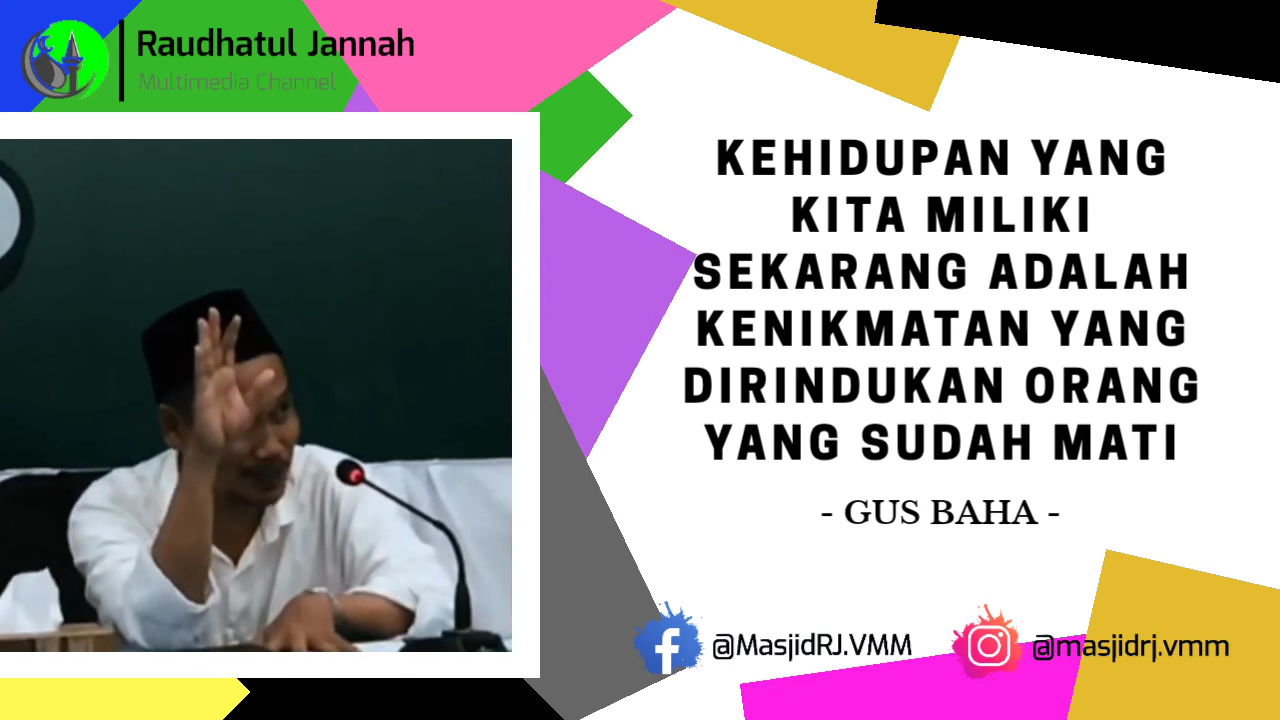 Raudhatul Jannah
Multimedia Channel
KEHIDUPAN YANG
KITA MILIKI
SEKARANG ADALAH
KENIKMATAN YANG
DIRINDUKAN ORANG
YANG SUDAH MATI
- GUS BAHA -
@MasjidRJ.VMM
@masjidrj.vmm